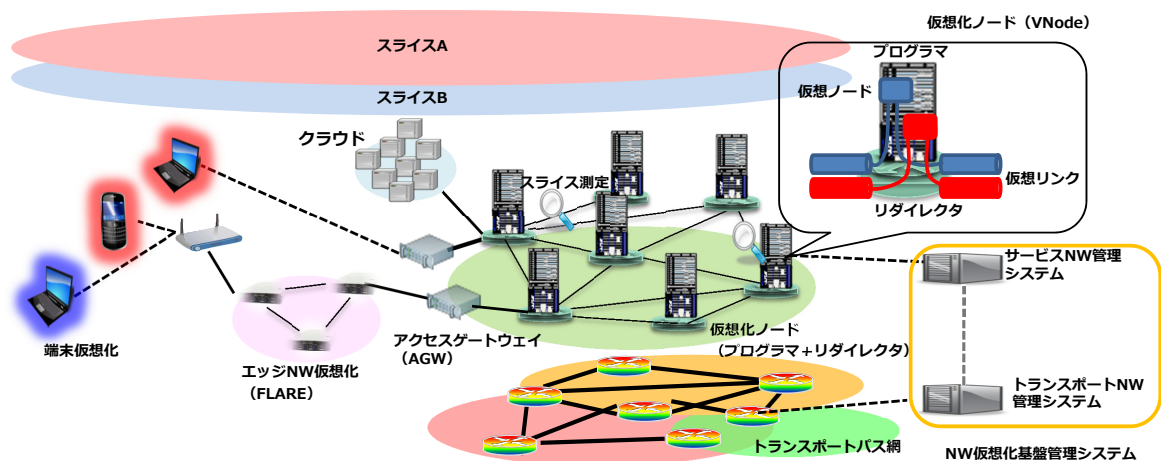 スライスA
スライスB
クラウド
スライス測定
仮想化ノード（VNode）
プログラマ
仮想ノード
仮想リンク
リダイレクタ
サービスNW管理
システム
端末仮想化
エッジNW仮想化
（FLARE）
アクセスゲートウェイ
（AGW）
仮想化ノード
（プログラマ＋リダイレクタ）
トランスポートNW
管理システム
トランスポートパス網
NW仮想化基盤管理システム